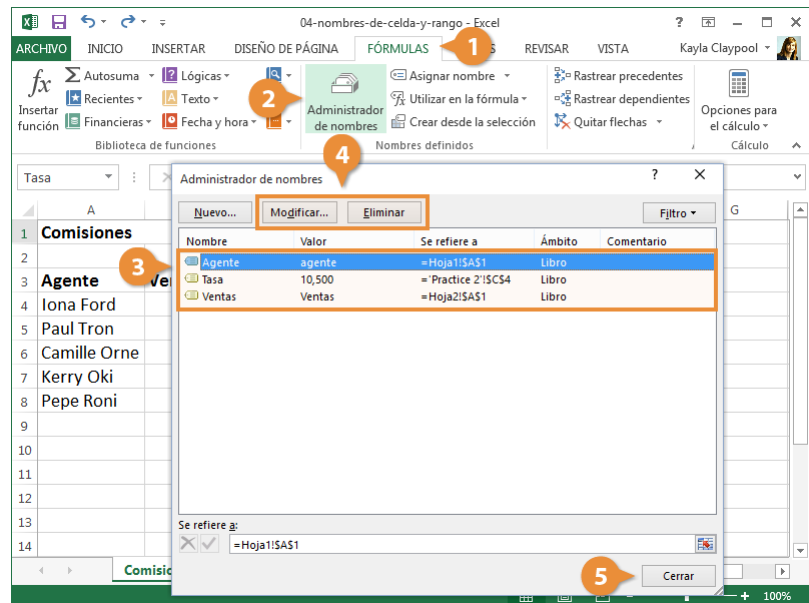 04-nombres-de-celda-y-rango - Excel
ARCHIVO INICIO INSERTAR DISEÑO DE PÁGINA FÓRMULAS 1 REVISAR VISTA Kayla Claypool
fx Insertar función
Σ Autosuma
Recientes
Financieras
Lógicas
Texto
Fecha y hora
Biblioteca de funciones
2
Administrador de nombres
Asignar nombre
Utilizar en la fórmula
Crear desde la selección
Nombres definidos
Rastrear precedentes
Rastrear dependientes
Quitar flechas
Opciones para el cálculo
Cálculo
4
Tasa
Administrador de nombres ? X
Nuevo... Modificar... Eliminar Filtro
Nombre Valor Se refiere a Ámbito Comentario
3
Agente agente =Hoja1!$A$1 Libro
Tasa 10,500 ='Practice 2'!$C$4 Libro
Ventas Ventas =Hoja2!$A$1 Libro
Se refiere a:
=Hoja1!$A$1
5
Cerrar
A G
1 Comisiones
2
3 Agente
4 Iona Ford
5 Paul Tron
6 Camille Orne
7 Kerry Oki
8 Pepe Roni
9
10
11
12
13
14
100%